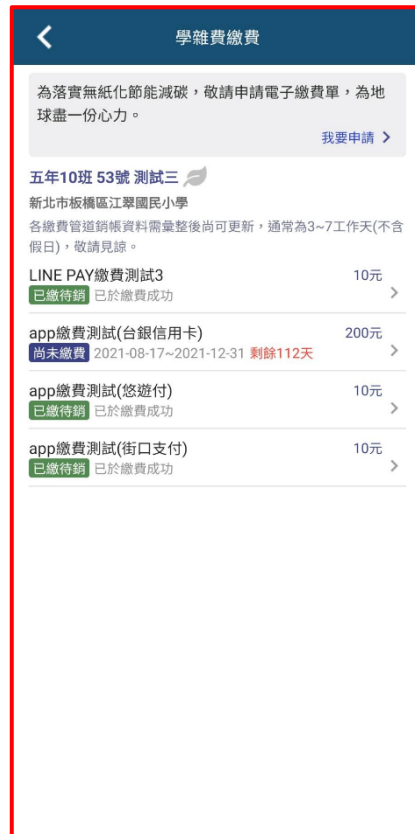 學雜費繳費
為落實無紙化節能減碳，敬請申請電子繳費單，為地
球盡一份心力。
我要申請
五年10班 53號 測試三
新北市板橋區江翠國民小學
各繳費管道銷帳資料需彙整後尚可更新，通常為3~7工作天(不含
假日)，敬請見諒。
LINE PAY繳費測試3 10元
已繳待銷 已於繳費成功
app繳費測試(台銀信用卡) 200元
尚未繳費 2021-08-17~2021-12-31 剩餘112天
app繳費測試(悠遊付) 10元
已繳待銷 已於繳費成功
app繳費測試(街口支付) 10元
已繳待銷 已於繳費成功